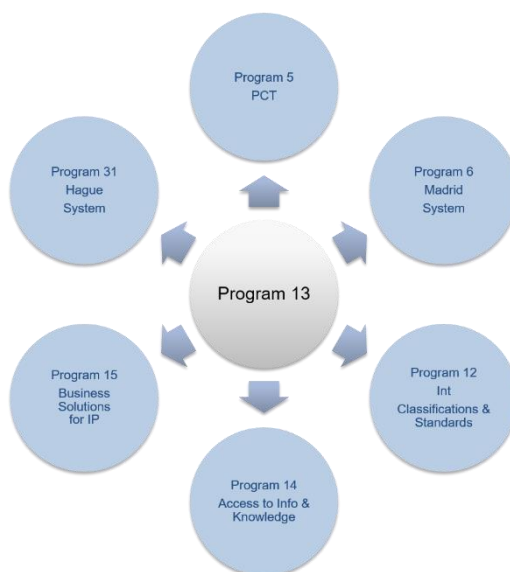 Program 5
PCT
Program 31
Hague
System
Program 6
Madrid
System
Program 13
Program 15
Business
Solutions
for IP
Program 12
Int
Classifications &
Standards
Program 14
Access to Info &
Knowledge